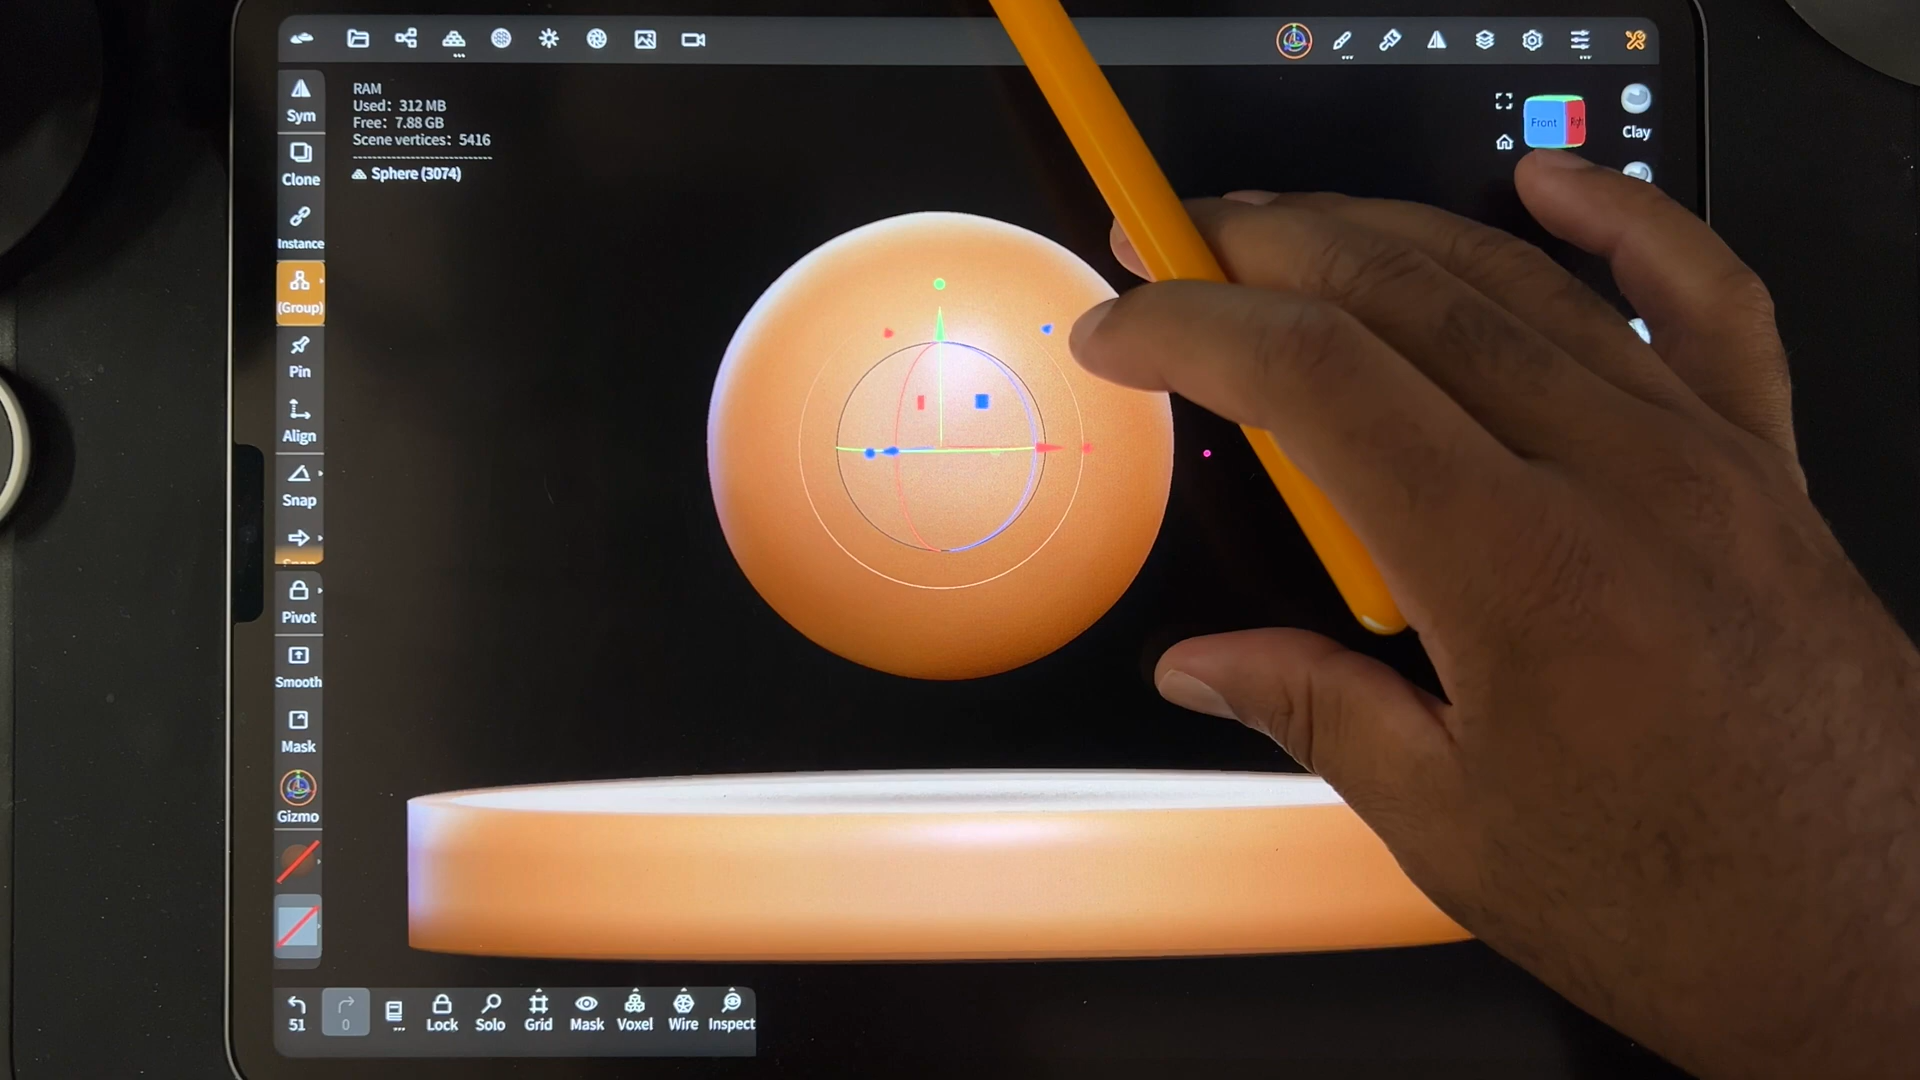 RAM
Used: 312 MB
Free: 7.88 GB
Scene vertices: 5416
Sphere (3074)
Sym
Clone
Instance
(Group)
Pin
Align
Snap
Pivot
Smooth
Mask
Gizmo
Front
Clay
51
0
Lock
Solo
Grid
Mask
Voxel
Wire
Inspect